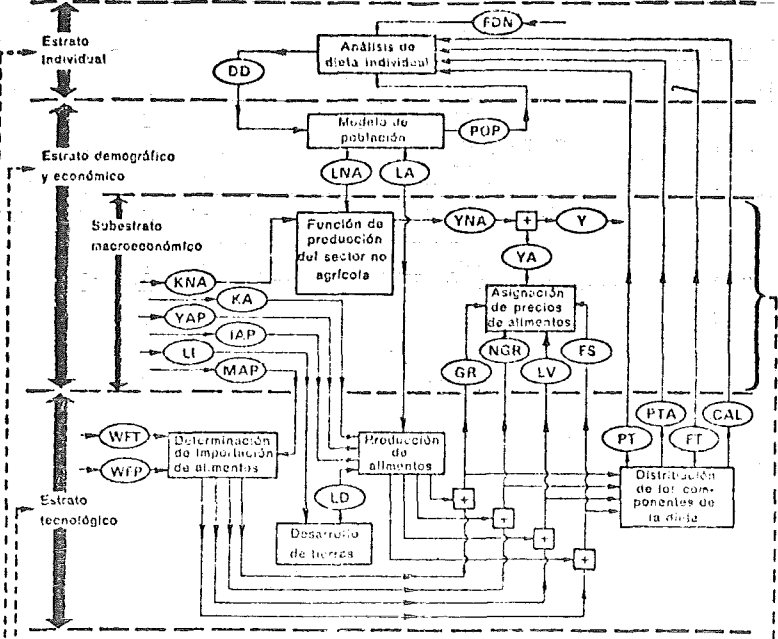 FDN
Estrato
Individual
Análisis de
dieta individual
DD
Modelo de
población
POP
Estrato demográfico
y económico
LNA
LA
Subestrato
macroeconómico
Función de
producción
del sector no
agrícola
YNA
+
Y
YA
KNA
KA
YAP
IAP
LI
MAP
Asignación
de precios
de alimentos
GR
NGR
LV
FS
PT
PTA
FT
CAL
WFT
WFP
Determinación
de importación
de alimentos
Producción
de
alimentos
LD
Estrato
tecnológico
Desarrollo
de tierras
Distribución
de los com-
ponentes de
la dieta
+
+
+
+